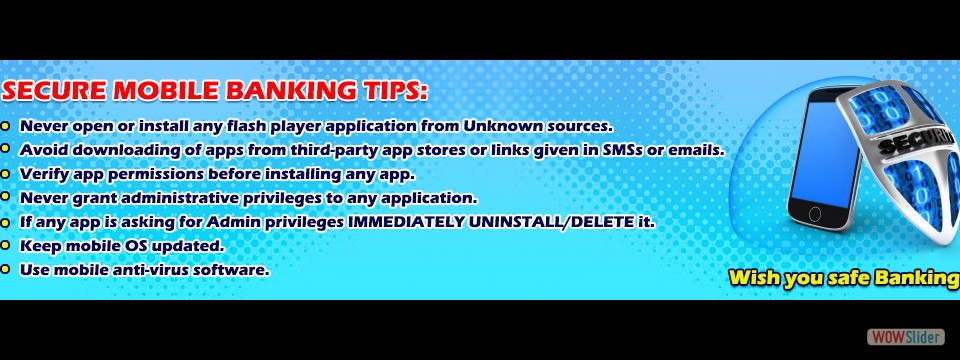 SECURE MOBILE BANKING TIPS:
Never open or install any flash player application from Unknown sources.
Avoid downloading of apps from third-party app stores or links given in SMSs or emails.
Verify app permissions before installing any app.
Never grant administrative privileges to any application.
If any app is asking for Admin privileges IMMEDIATELY UNINSTALL/DELETE it.
Keep mobile OS updated.
Use mobile anti-virus software.
SECURITY
Wish you safe Banking
WOWSlider